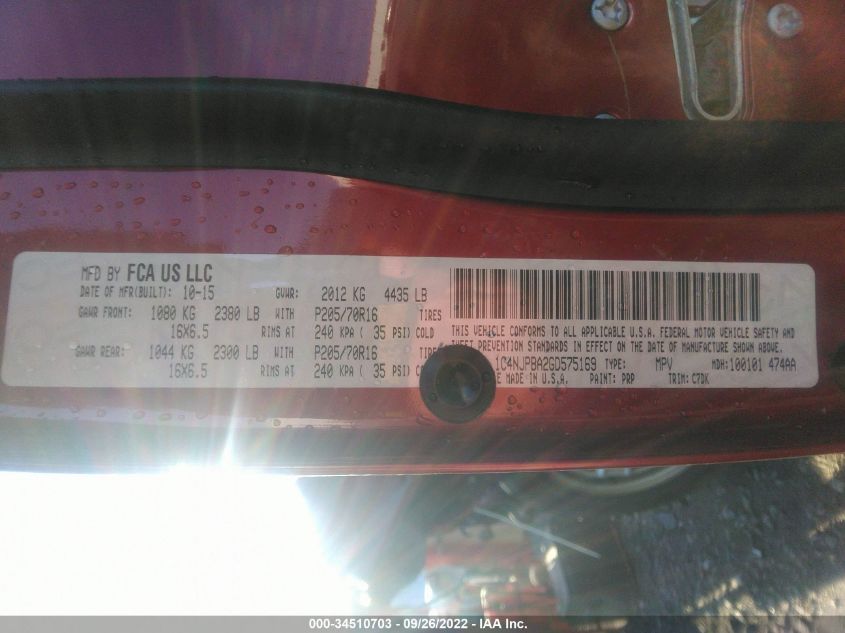 MFD BY FCA US LLC
DATE OF MFR(BUILT): 10-15 GVWR: 2012 KG 4435 LB
GAWR FRONT: 1080 KG 2380 LB WITH P205/70R16 TIRES
16X6.5 RIMS AT 240 KPA ( 35 PSI) COLD
GAWR REAR: 1044 KG 2300 LB WITH P205/70R16
16X6.5 RIMS AT 240 KPA ( 35 PSI)
THIS VEHICLE CONFORMS TO ALL APPLICABLE U.S.A. FEDERAL MOTOR VEHICLE SAFETY AND
THEFT PREVENTION STANDARDS IN EFFECT ON THE DATE OF MANUFACTURE SHOWN ABOVE.
1C4NJPBA2GD575169 TYPE: MPV MDH:100101 474AA
MADE IN U.S.A. PAINT: PRP TRIM: C7DK
000-34510703 - 09/26/2022 - IAA Inc.